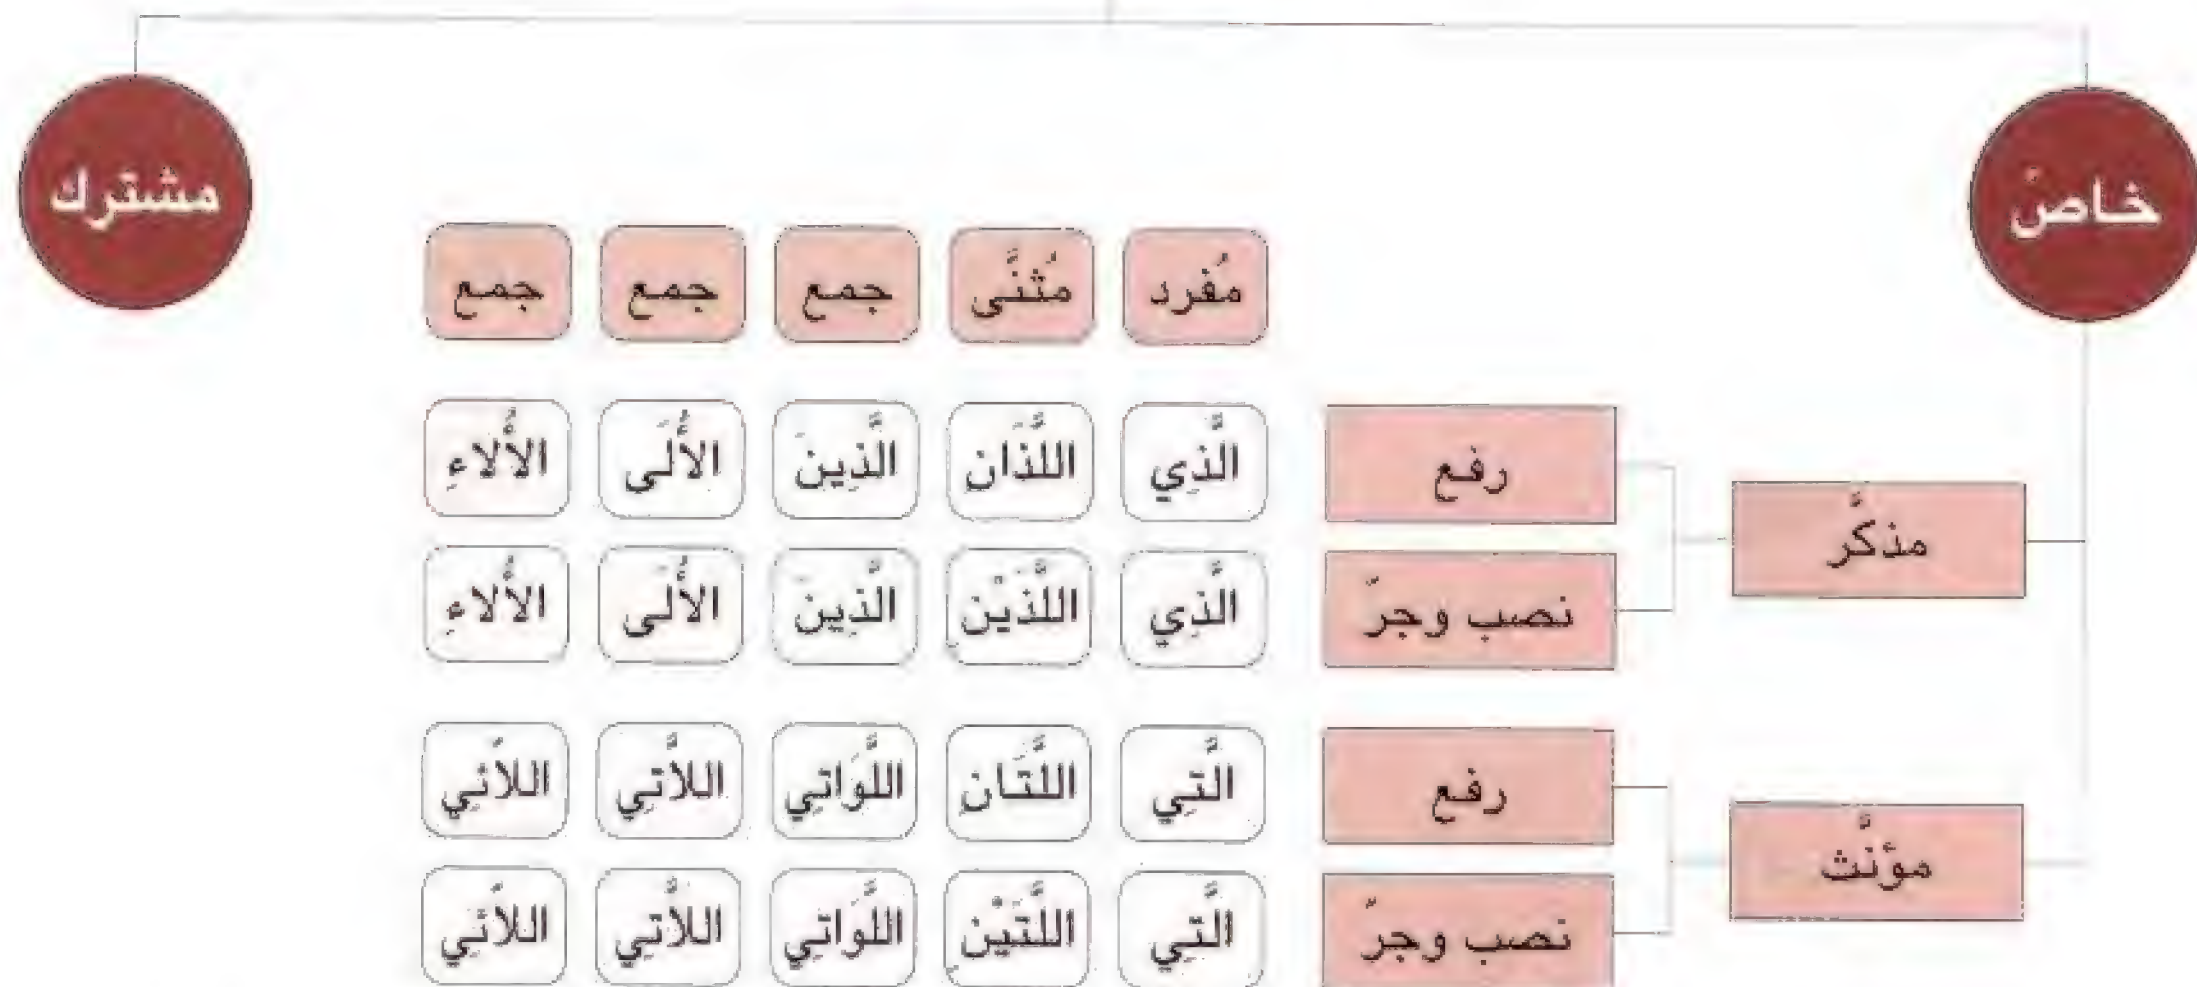 خاصّ
مشترك
مُفرد مُثنَّى جمع جمع جمع
مذكَّر
رفع الَّذِي اللَّذَانِ الَّذِينَ الأُلَى الأُلاءِ
نصب وجرّ الَّذِي اللَّذَيْنِ الَّذِينَ الأُلَى الأُلاءِ
مؤنَّث
رفع الَّتِي اللَّتَانِ اللَّوَاتِي اللاَّتِي اللاَّئِي
نصب وجرّ الَّتِي اللَّتَيْنِ اللَّوَاتِي اللاَّتِي اللاَّئِي